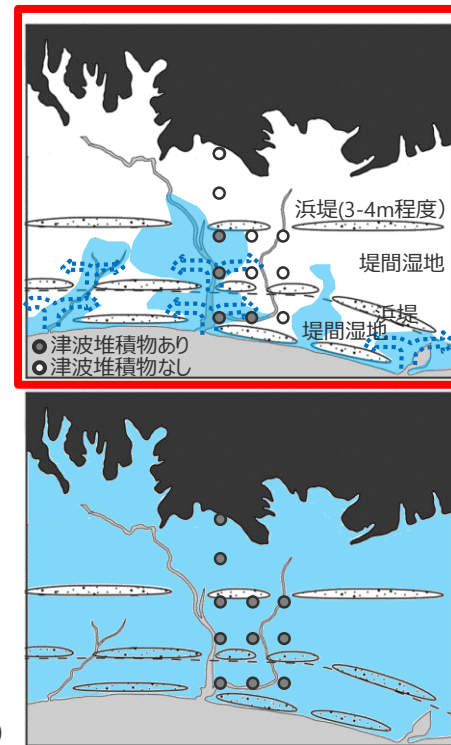 浜堤(3-4m程度)
堤間湿地
浜堤
堤間湿地
津波堆積物あり
津波堆積物なし
)